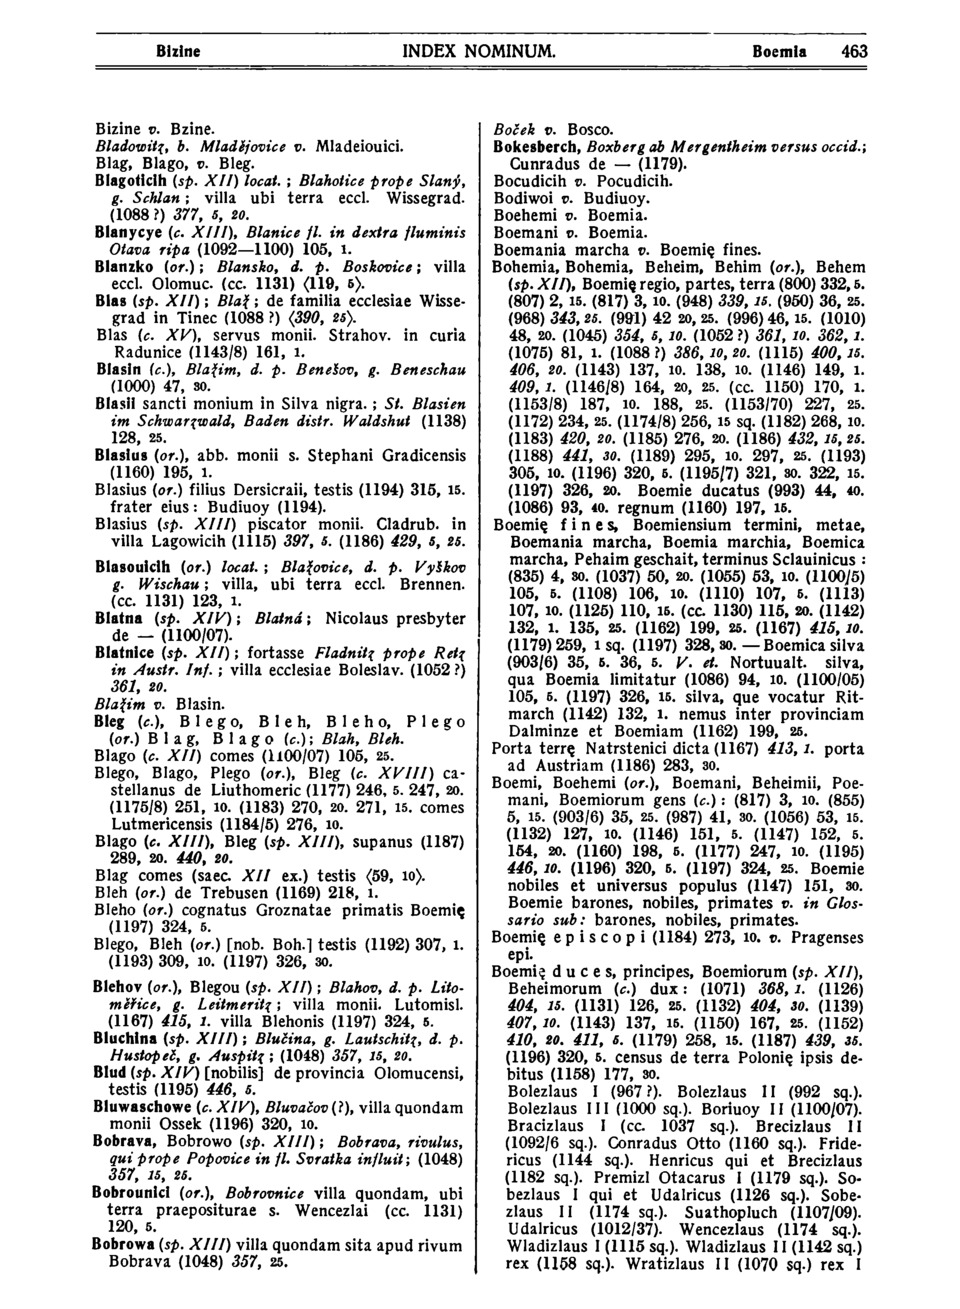 Bizine INDEX NOMINUM. Boemia 463
Bizine v. Bzine.
Bladowitz, b. Mladějovice v. Mladeiouici.
Blag, Blago, v. Bleg.
Blagoticih (sp. XII) locat. ; Blahotice prope Slaný,
g. Schlan ; villa ubi terra eccl. Wissegrad.
(1088 ?) 377, 5, 20.
Blanycye (c. XIII), Blanice fl. in dextra fluminis
Otava ripa (1092—1100) 105, 1.
Blanzko (or.) ; Blansko, d. p. Boskovice ; villa
eccl. Olomuc. (cc. 1131) ⟨119, 5⟩.
Blas (sp. XII) ; Blaž ; de familia ecclesiae Wisse-
grad in Tinec (1088 ?) ⟨390, 25⟩.
Blas (c. XV), servus monii. Strahov. in curia
Radunice (1143/8) 161, 1.
Blasin (c.), Blažim, d. p. Benešov, g. Beneschau
(1000) 47, 30.
Blasii sancti monium in Silva nigra. ; St. Blasien
im Schwarzwald, Baden distr. Waldshut (1138)
128, 25.
Blasius (or.), abb. monii s. Stephani Gradicensis
(1160) 195, 1.
Blasius (or.) filius Dersicraii, testis (1194) 315, 15.
frater eius : Budiuoy (1194).
Blasius (sp. XIII) piscator monii. Cladrub. in
villa Lagowicih (1115) 397, 5. (1186) 429, 5, 25.
Blasouicih (or.) locat. ; Blažovice, d. p. Vyškov
g. Wischau ; villa, ubi terra eccl. Brennen.
(cc. 1131) 123, 1.
Blatna (sp. XIV) ; Blatná ; Nicolaus presbyter
de — (1100/07).
Blatnice (sp. XII) ; fortasse Fladnitz prope Retz
in Austr. Inf. ; villa ecclesiae Boleslav. (1052 ?)
361, 20.
Blažim v. Blasin.
Bleg (c.), Blego, Bleh, Bleho, Plego
(or.) Blag, Blago (c.) ; Blah, Bleh.
Blago (c. XII) comes (1100/07) 105, 25.
Blego, Blago, Plego (or.), Bleg (c. XVIII) ca-
stellanus de Liuthomeric (1177) 246, 5. 247, 20.
(1175/8) 251, 10. (1183) 270, 20. 271, 15. comes
Lutmericensis (1184/5) 276, 10.
Blago (c. XIII), Bleg (sp. XIII), supanus (1187)
289, 20. 440, 20.
Blag comes (saec. XII ex.) testis ⟨59, 10⟩.
Bleh (or.) de Trebusen (1169) 218, 1.
Bleho (or.) cognatus Groznatae primatis Boemię
(1197) 324, 5.
Blego, Bleh (or.) [nob. Boh.] testis (1192) 307, 1.
(1193) 309, 10. (1197) 326, 30.
Blehov (or.), Blegou (sp. XII) ; Blahov, d. p. Lito-
měřice, g. Leitmeritz ; villa monii. Lutomisl.
(1167) 415, 1. villa Blehonis (1197) 324, 5.
Bluchina (sp. XIII) ; Blučina, g. Lautschitz, d. p.
Hustopeč, g. Auspitz ; (1048) 357, 15, 20.
Blud (sp. XIV) [nobilis] de provincia Olomucensi,
testis (1195) 446, 5.
Bluwaschowe (c. XIV), Bluvačov (?), villa quondam
monii Ossek (1196) 320, 10.
Bobrava, Bobrowo (sp. XIII) ; Bobrava, rivulus,
qui prope Popovice in fl. Svratka influit ; (1048)
357, 15, 25.
Bobrounici (or.), Bobrovnice villa quondam, ubi
terra praepositurae s. Wencezlai (cc. 1131)
120, 5.
Bobrowa (sp. XIII) villa quondam sita apud rivum
Bobrava (1048) 357, 25.
Boček v. Bosco.
Bokesberch, Boxberg ab Mergentheim versus occid.;
Cunradus de — (1179).
Bocudicih v. Pocudicih.
Bodiwoi v. Budiuoy.
Boehemi v. Boemia.
Boemani v. Boemia.
Boemania marcha v. Boemię fines.
Bohemia, Bohemia, Beheim, Behim (or.), Behem
(sp. XII), Boemię regio, partes, terra (800) 332, 5.
(807) 2, 15. (817) 3, 10. (948) 339, 15. (950) 36, 25.
(968) 343, 25. (991) 42 20, 25. (996) 46, 15. (1010)
48, 20. (1045) 354, 5, 10. (1052 ?) 361, 10. 362, 1.
(1075) 81, 1. (1088 ?) 386, 10, 20. (1115) 400, 15.
406, 20. (1143) 137, 10. 138, 10. (1146) 149, 1.
409, 1. (1146/8) 164, 20, 25. (cc. 1150) 170, 1.
(1153/8) 187, 10. 188, 25. (1153/70) 227, 25.
(1172) 234, 25. (1174/8) 256, 15 sq. (1182) 268, 10.
(1183) 420, 20. (1185) 276, 20. (1186) 432, 15, 25.
(1188) 441, 30. (1189) 295, 10. 297, 25. (1193)
305, 10. (1196) 320, 5. (1195/7) 321, 30. 322, 15.
(1197) 326, 20. Boemie ducatus (993) 44, 40.
(1086) 93, 40. regnum (1160) 197, 15.
Boemię fines, Boemiensium termini, metae,
Boemania marcha, Boemia marchia, Boemica
marcha, Pehaim geschait, terminus Sclauinicus :
(835) 4, 30. (1037) 50, 20. (1055) 53, 10. (1100/5)
105, 5. (1108) 106, 10. (1110) 107, 5. (1113)
107, 10. (1125) 110, 15. (cc. 1130) 115, 20. (1142)
132, 1. 135, 25. (1162) 199, 25. (1167) 415, 10.
(1179) 259, 1 sq. (1197) 328, 30. — Boemica silva
(903/6) 35, 5. 36, 5. V. et. Nortuualt. silva,
qua Boemia limitatur (1086) 94, 10. (1100/05)
105, 5. (1197) 326, 15. silva, que vocatur Rit-
march (1142) 132, 1. nemus inter provinciam
Dalminze et Boemiam (1162) 199, 25.
Porta terrę Natrstenici dicta (1167) 413, 1. porta
ad Austriam (1186) 283, 30.
Boemi, Boehemi (or.), Boemani, Beheimii, Poe-
mani, Boemiorum gens (c.) : (817) 3, 10. (855)
5, 15. (903/6) 35, 25. (987) 41, 30. (1056) 53, 15.
(1132) 127, 10. (1146) 151, 5. (1147) 152, 5.
154, 20. (1160) 198, 5. (1177) 247, 10. (1195)
446, 10. (1196) 320, 5. (1197) 324, 25. Boemie
nobiles et universus populus (1147) 151, 30.
Boemie barones, nobiles, primates v. in Glos-
sario sub : barones, nobiles, primates.
Boemię episcopi (1184) 273, 10. v. Pragenses
epi.
Boemię duces, principes, Boemiorum (sp. XII),
Beheimorum (c.) dux : (1071) 368, 1. (1126)
404, 15. (1131) 126, 25. (1132) 404, 30. (1139)
407, 10. (1143) 137, 15. (1150) 167, 25. (1152)
410, 20. 411, 5. (1179) 258, 15. (1187) 439, 35.
(1196) 320, 5. census de terra Polonię ipsis de-
bitus (1158) 177, 30.
Bolezlaus I (967 ?). Bolezlaus II (992 sq.).
Bolezlaus III (1000 sq.). Boriuoy II (1100/07).
Bracizlaus I (cc. 1037 sq.). Brecizlaus II
(1092/6 sq.). Conradus Otto (1160 sq.). Fride-
ricus (1144 sq.). Henricus qui et Brecizlaus
(1182 sq.). Premizl Otacarus I (1179 sq.). So-
bezlaus I qui et Udalricus (1126 sq.). Sobe-
zlaus II (1174 sq.). Suathopluch (1107/09).
Udalricus (1012/37). Wencezlaus (1174 sq.).
Wladizlaus I (1115 sq.). Wladizlaus II (1142 sq.)
rex (1158 sq.). Wratizlaus II (1070 sq.) rex I